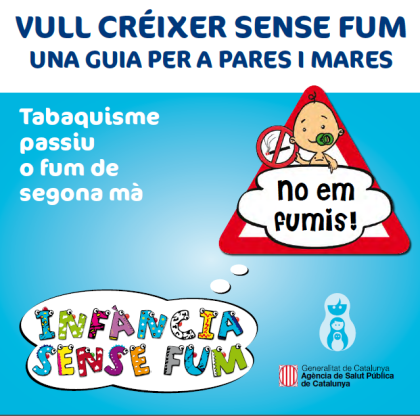 VULL CRÉIXER SENSE FUM
UNA GUIA PER A PARES I MARES
Tabaquisme
passiu
o fum de
segona mà
No em
fumis!
INFÀNCIA
SENSE FUM
Generalitat de Catalunya
Agència de Salut Pública
de Catalunya